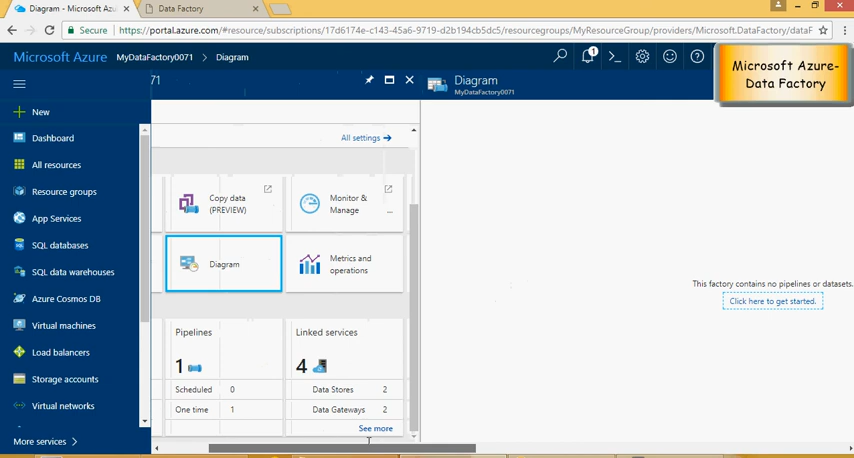 Diagram - Microsoft Az
Data Factory
Secure
https://portal.azure.com/#resource/subscriptions/17d6174e-c143-45a6-9719-d2b194cb5dc5/resourcegroups/MyResourceGroup/providers/Microsoft.DataFactory/dataF
Microsoft Azure
MyDataFactory0071 > Diagram
1
Microsoft Azure-
Data Factory
71
Diagram
MyDataFactory0071
New
Dashboard
All resources
Resource groups
App Services
SQL databases
SQL data warehouses
Azure Cosmos DB
Virtual machines
Load balancers
Storage accounts
Virtual networks
More services >
All settings →
Copy data
(PREVIEW)
Monitor &
Manage
...
Diagram
Metrics and
operations
Pipelines
1
Scheduled 0
One time 1
Linked services
4
Data Stores 2
Data Gateways 2
See more
This factory contains no pipelines or datasets.
Click here to get started.